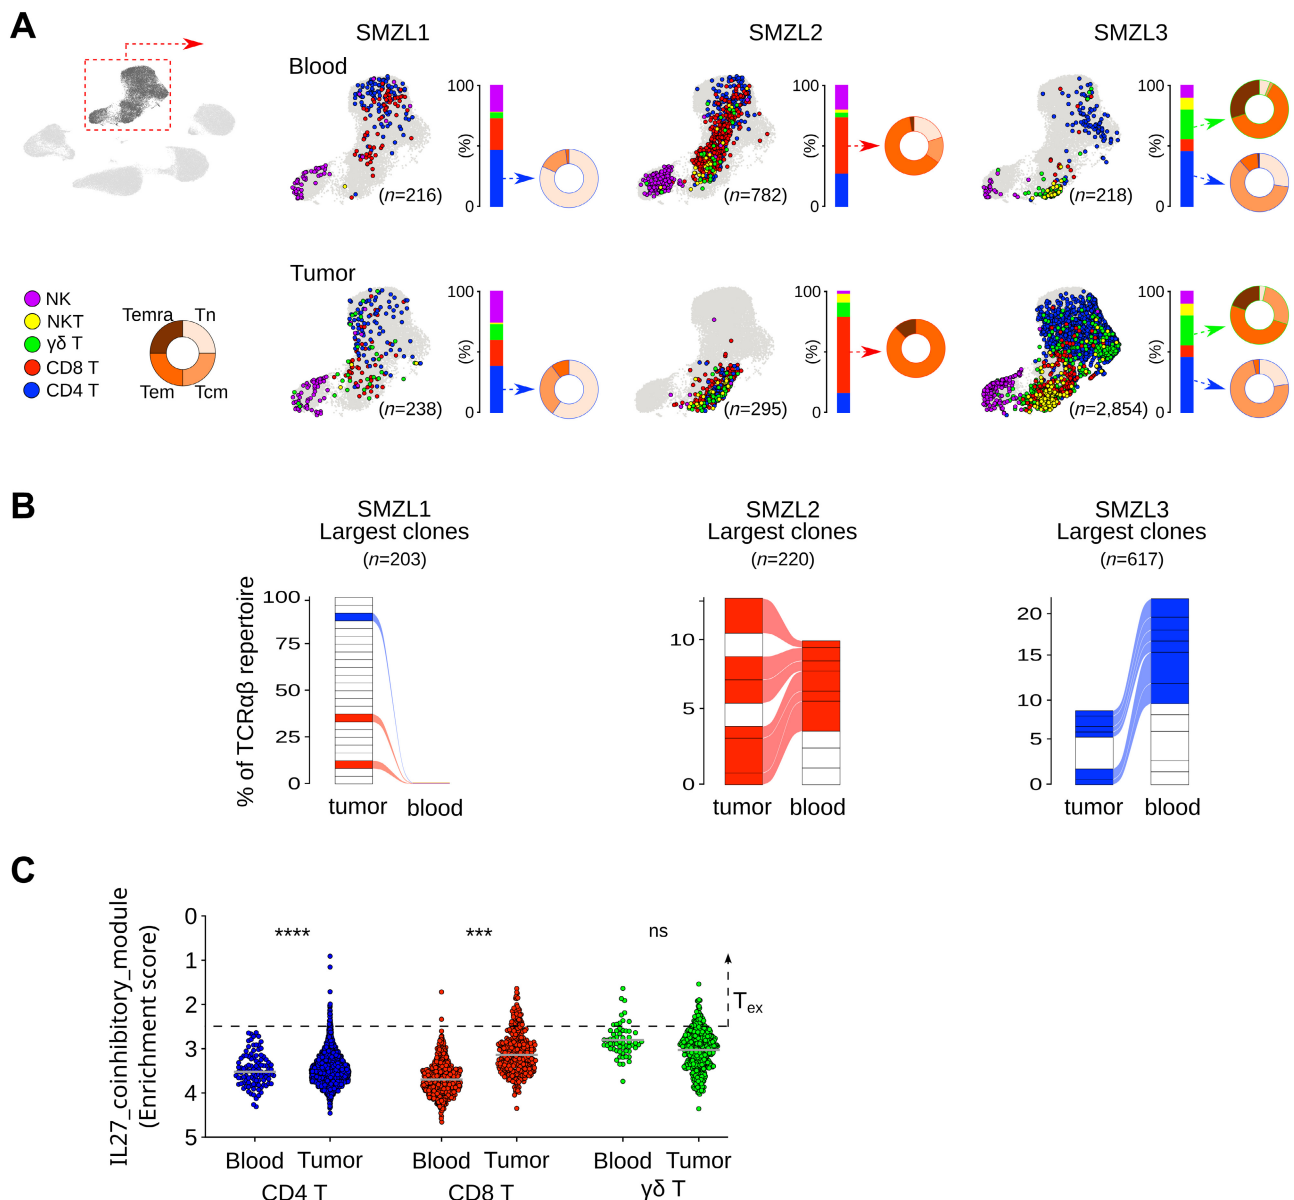 A
SMZL1
SMZL2
SMZL3
Blood
100
(%)
0
(n=216)
100
(%)
0
(n=782)
100
(%)
0
(n=218)
Tumor
100
(%)
0
(n=238)
100
(%)
0
(n=295)
100
(%)
0
(n=2,854)
NK
NKT
γδ T
CD8 T
CD4 T
Temra
Tn
Tem
Tcm
B
SMZL1
Largest clones
(n=203)
SMZL2
Largest clones
(n=220)
SMZL3
Largest clones
(n=617)
% of TCRαβ repertoire
100
75
50
25
0
tumor
blood
10
5
0
tumor
blood
20
15
10
5
0
tumor
blood
C
IL27_coinhibitory_module
(Enrichment score)
0
1
2
3
4
5
****
***
ns
Tex
Blood
Tumor
Blood
Tumor
Blood
Tumor
CD4 T
CD8 T
γδ T